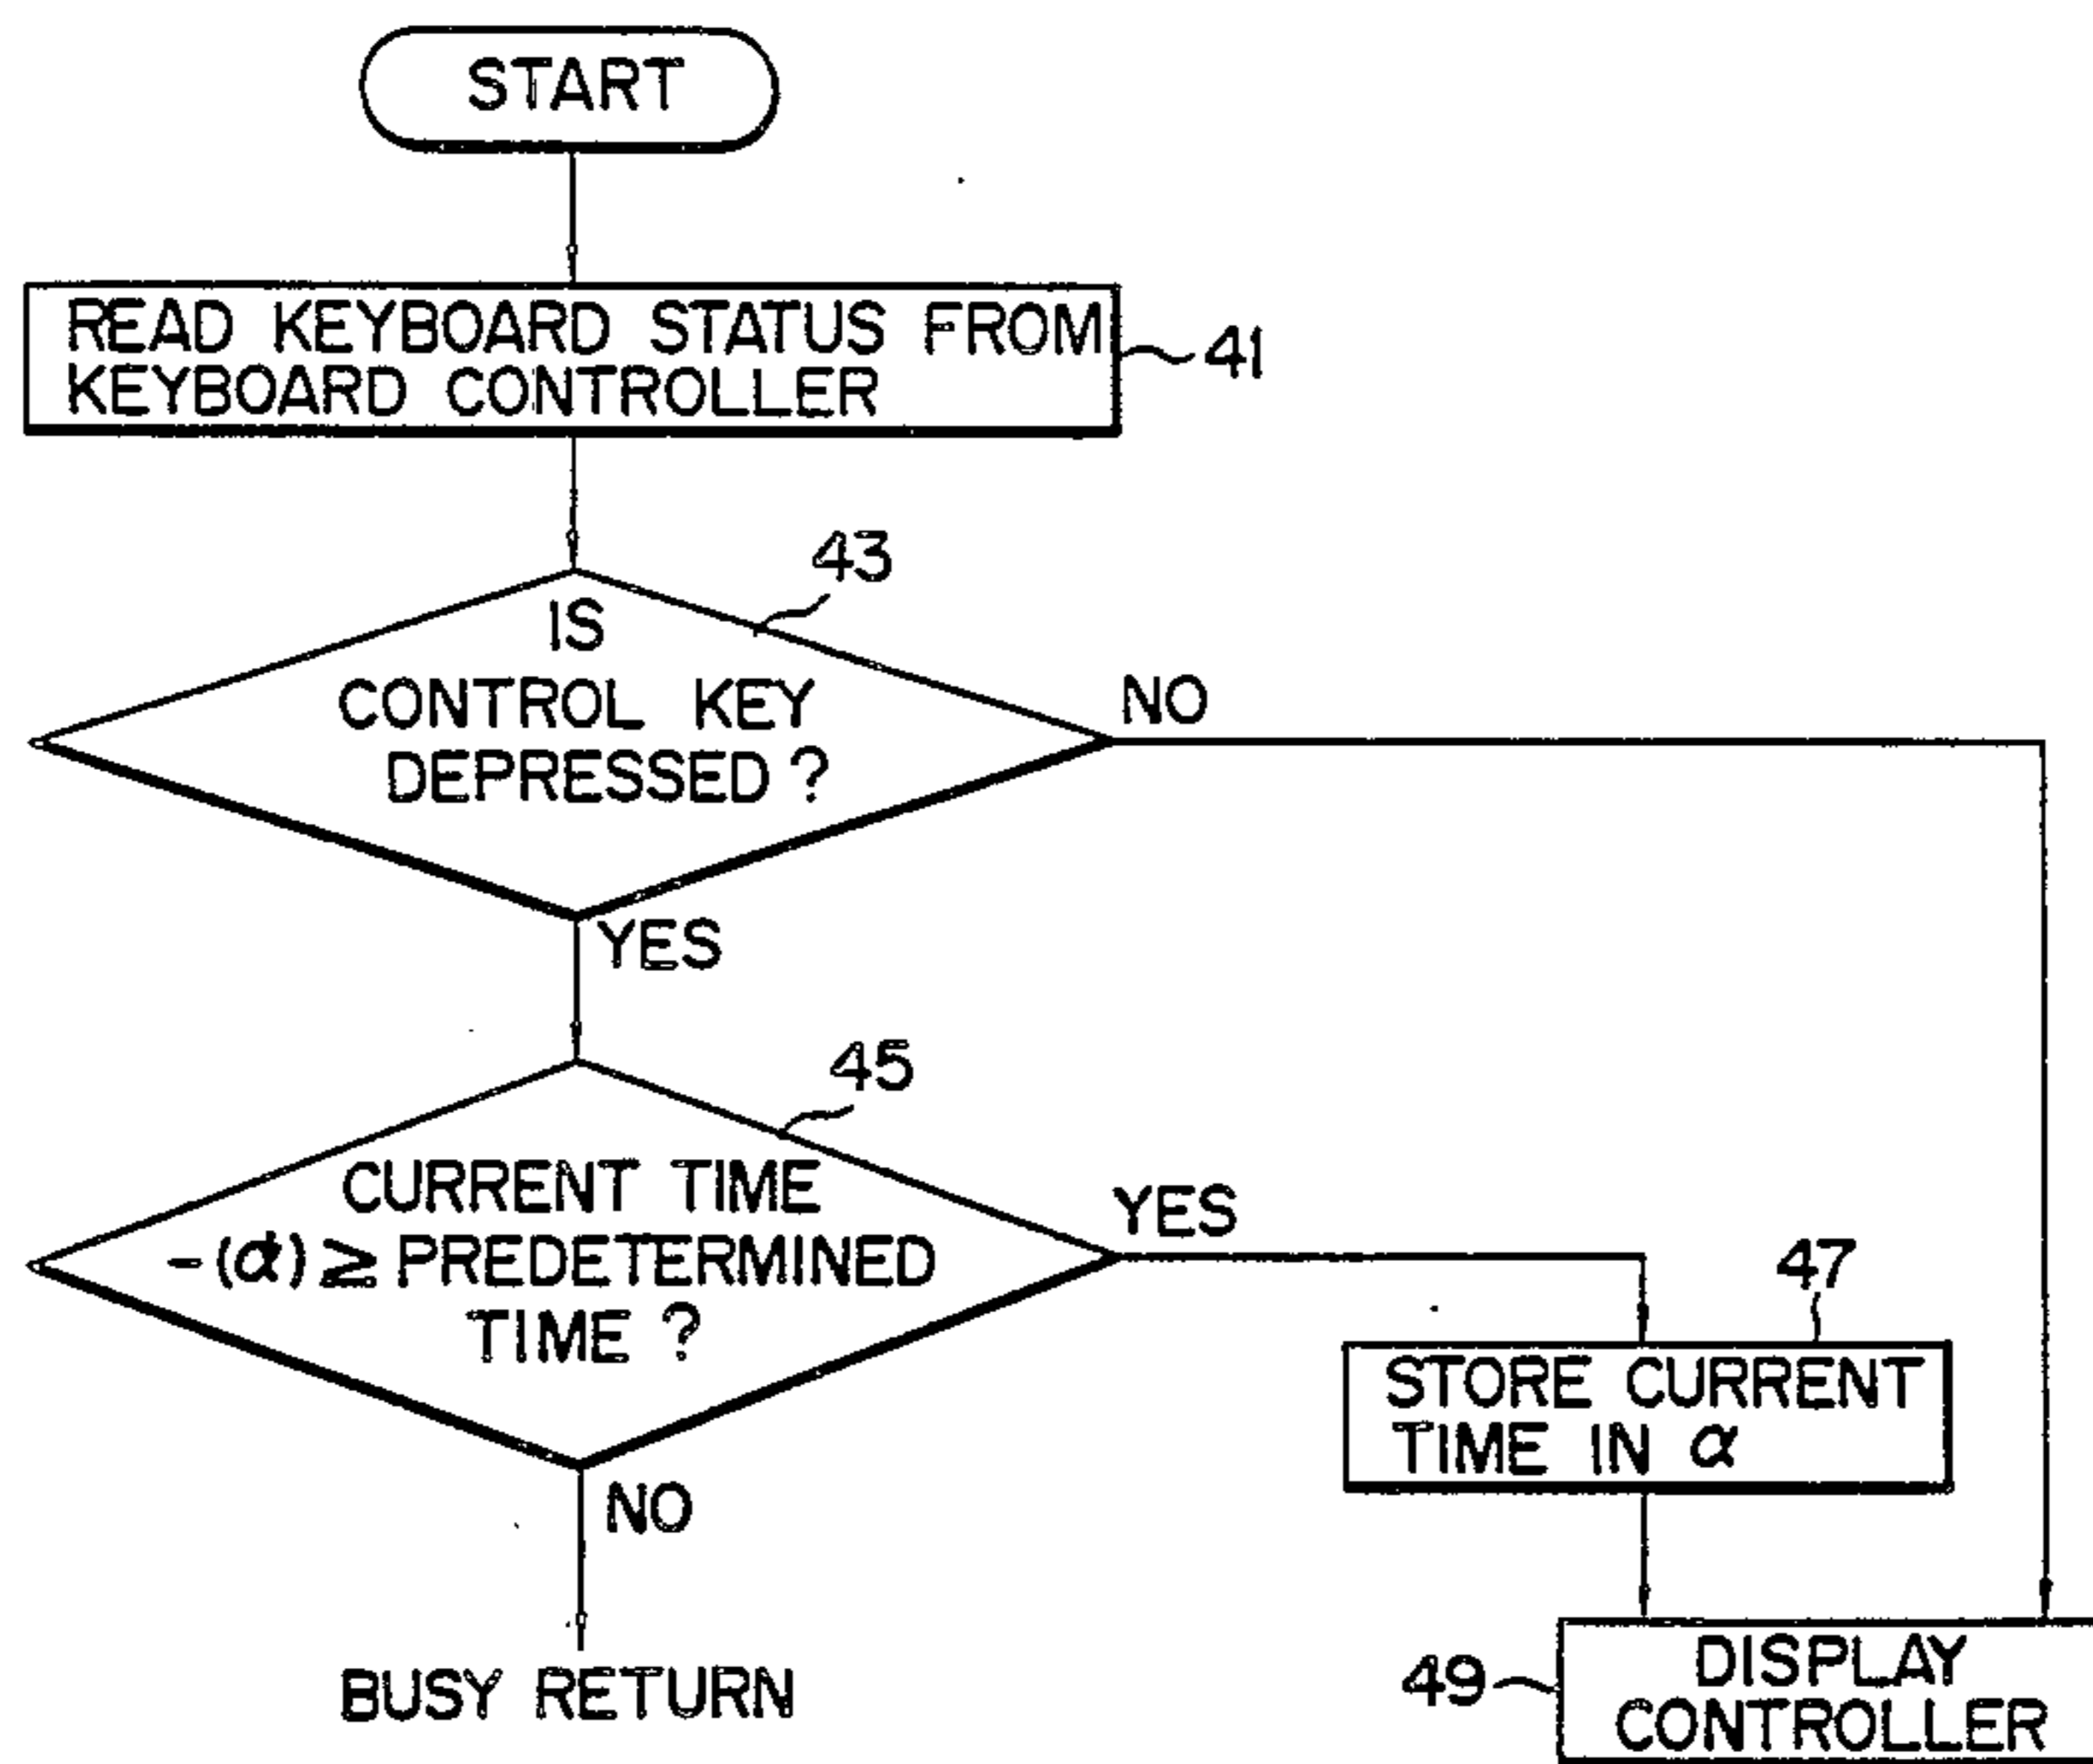 START
READ KEYBOARD STATUS FROM
KEYBOARD CONTROLLER
41
43
IS
CONTROL KEY
DEPRESSED ?
NO
YES
45
CURRENT TIME
-(α) ≥ PREDETERMINED
TIME ?
YES
47
STORE CURRENT
TIME IN α
NO
BUSY RETURN
49
DISPLAY
CONTROLLER